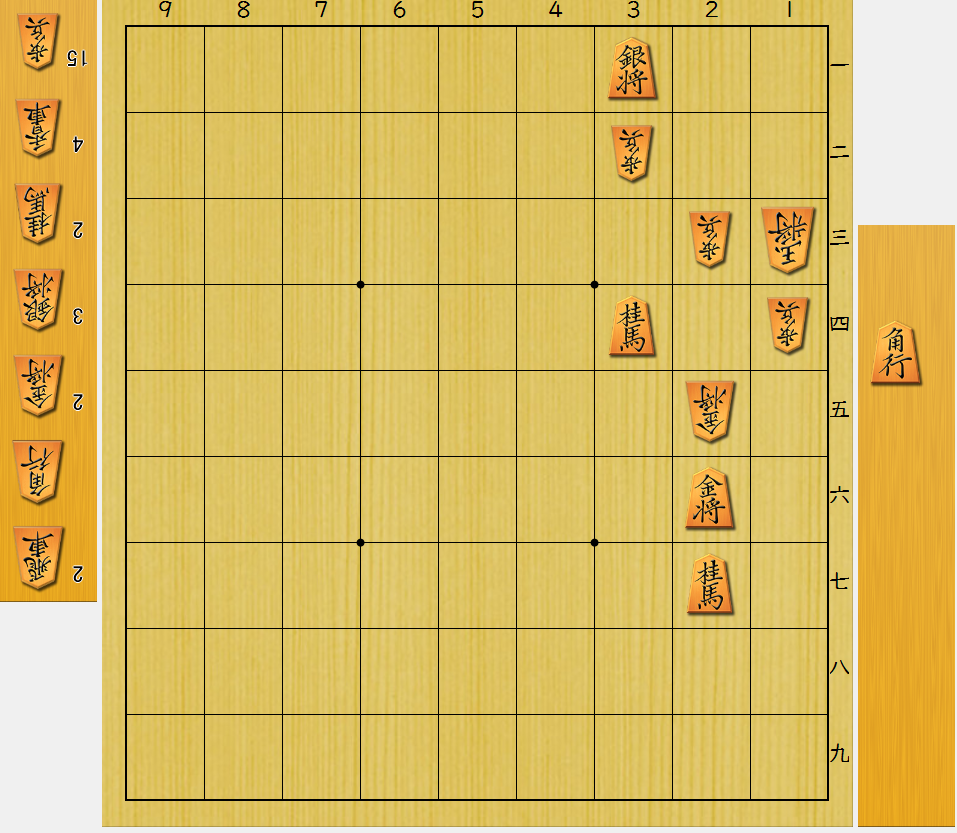 9 8 7 6 5 4 3 2 1
歩兵 15
香車 4
桂馬 2
銀将 3
金将 2
角行
飛車 2
銀将 一
歩兵 二
歩兵 玉将 三
桂馬 歩兵 四
金将 五
金将 六
桂馬 七
八
九
角行